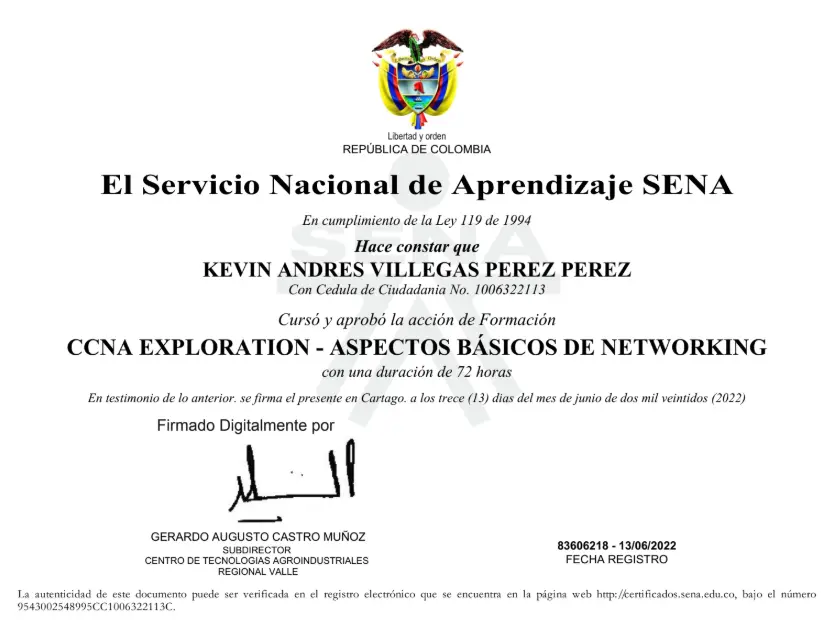 Libertad y orden
REPÚBLICA DE COLOMBIA
El Servicio Nacional de Aprendizaje SENA
En cumplimiento de la Ley 119 de 1994
Hace constar que
KEVIN ANDRES VILLEGAS PEREZ PEREZ
Con Cedula de Ciudadania No. 1006322113
Cursó y aprobó la acción de Formación
CCNA EXPLORATION - ASPECTOS BÁSICOS DE NETWORKING
con una duración de 72 horas
En testimonio de lo anterior. se firma el presente en Cartago. a los trece (13) dias del mes de junio de dos mil veintidos (2022)
Firmado Digitalmente por
GERARDO AUGUSTO CASTRO MUÑOZ
SUBDIRECTOR
CENTRO DE TECNOLOGIAS AGROINDUSTRIALES
REGIONAL VALLE
83606218 - 13/06/2022
FECHA REGISTRO
La autenticidad de este documento puede ser verificada en el registro electrónico que se encuentra en la página web http://certificados.sena.edu.co, bajo el número
9543002548995CC1006322113C.
SENA